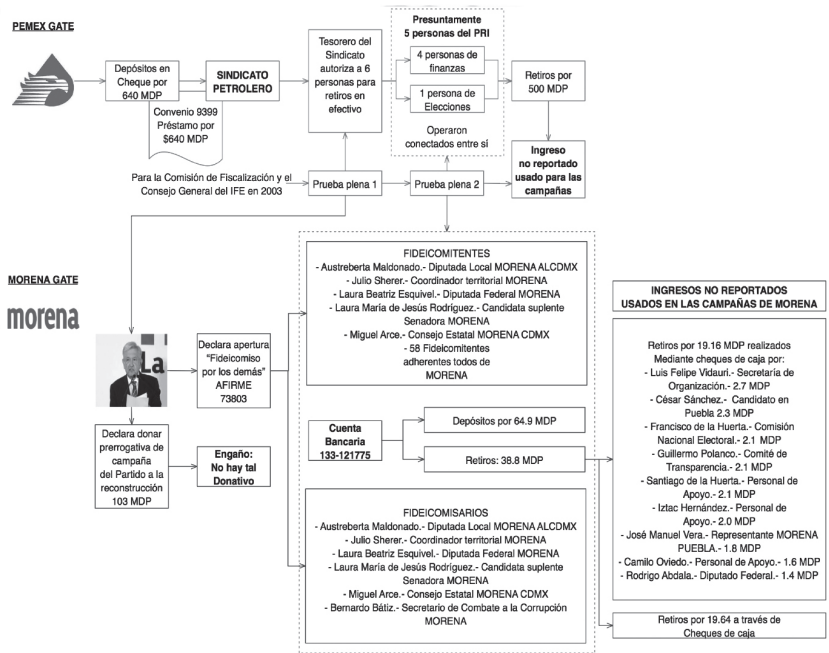 PEMEX GATE
Depósitos en
Cheque por
640 MDP
SINDICATO
PETROLERO
Convenio 9399
Préstamo por
$640 MDP
Tesorero del
Sindicato
autoriza a 6
personas para
retiros en
efectivo
Presuntamente
5 personas del PRI
4 personas de
finanzas
1 persona de
Elecciones
Operaron
conectados entre sí
Retiros por
500 MDP
Ingreso
no reportado
usado para las
campañas
Para la Comisión de Fiscalización y el
Consejo General del IFE en 2003
Prueba plena 1
Prueba plena 2
MORENA GATE
morena
La
Declara apertura
“Fideicomiso
por los demás”
AFIRME
73803
Declara donar
prerrogativa de
campaña
del Partido a la
reconstrucción
103 MDP
Engaño:
No hay tal
Donativo
FIDEICOMITENTES
- Austreberta Maldonado.- Diputada Local MORENA ALCDMX
- Julio Sherer.- Coordinador territorial MORENA
- Laura Beatriz Esquivel.- Diputada Federal MORENA
- Laura María de Jesús Rodríguez.- Candidata suplente
Senadora MORENA
- Miguel Arce.- Consejo Estatal MORENA CDMX
- 58 Fideicomitentes
adherentes todos de
MORENA
Cuenta
Bancaria
133-121775
Depósitos por 64.9 MDP
Retiros: 38.8 MDP
FIDEICOMISARIOS
- Austreberta Maldonado.- Diputada Local MORENA ALCDMX
- Julio Sherer.- Coordinador territorial MORENA
- Laura Beatriz Esquivel.- Diputada Federal MORENA
- Laura María de Jesús Rodríguez.- Candidata suplente
Senadora MORENA
- Miguel Arce.- Consejo Estatal MORENA CDMX
- Bernardo Bátiz.- Secretario de Combate a la Corrupción
MORENA
INGRESOS NO REPORTADOS
USADOS EN LAS CAMPAÑAS DE MORENA
Retiros por 19.16 MDP realizados
Mediante cheques de caja por:
- Luis Felipe Vidauri.- Secretaría de
Organización.- 2.7 MDP
- César Sánchez.- Candidato en
Puebla 2.3 MDP
- Francisco de la Huerta.- Comisión
Nacional Electoral.- 2.1 MDP
- Guillermo Polanco.- Comité de
Transparencia.- 2.1 MDP
- Santiago de la Huerta.- Personal de
Apoyo.- 2.1 MDP
- Iztac Hernández.- Personal de
Apoyo.- 2.0 MDP
- José Manuel Vera.- Representante MORENA
PUEBLA.- 1.8 MDP
- Camilo Oviedo.- Personal de Apoyo.- 1.6 MDP
- Rodrigo Abdala.- Diputado Federal.- 1.4 MDP
Retiros por 19.64 a través de
Cheques de caja